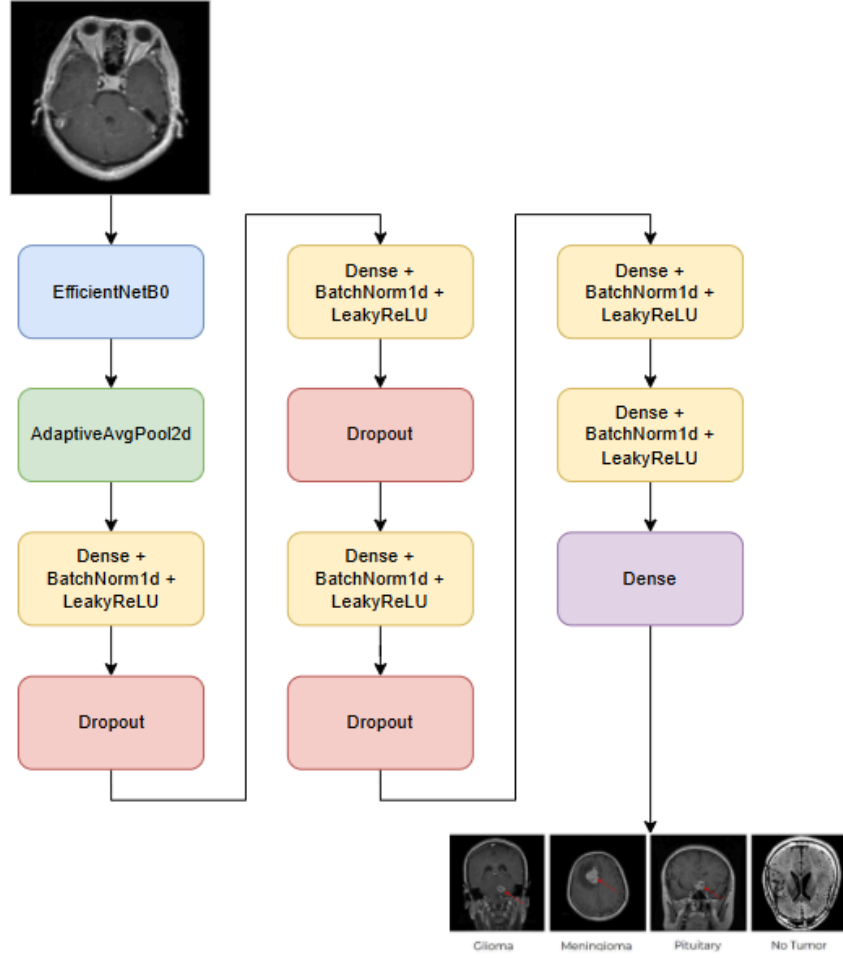 EfficientNetB0
AdaptiveAvgPool2d
Dense +
BatchNorm1d +
LeakyReLU
Dropout
Dense +
BatchNorm1d +
LeakyReLU
Dropout
Dense +
BatchNorm1d +
LeakyReLU
Dropout
Dense +
BatchNorm1d +
LeakyReLU
Dense +
BatchNorm1d +
LeakyReLU
Dense
Glioma
Meningioma
Pituitary
No Tumor